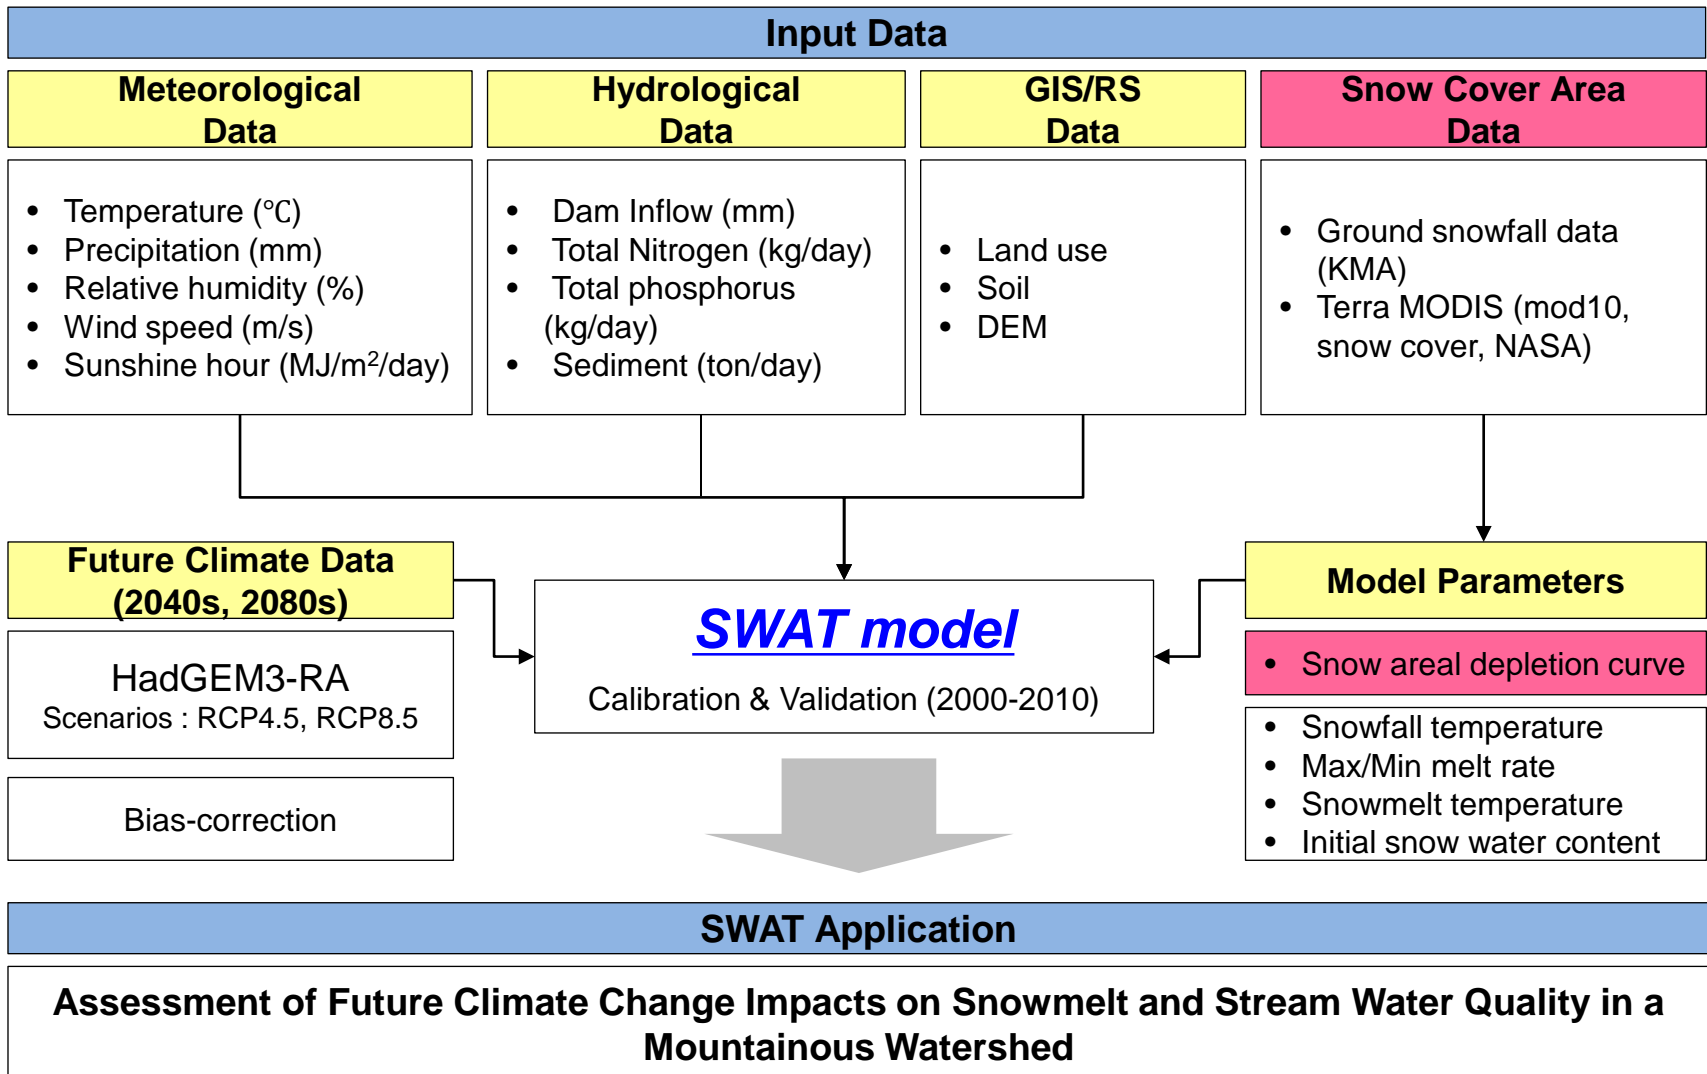 Input Data
Meteorological
Data
Hydrological
Data
GIS/RS
Data
Snow Cover Area
Data
• Temperature (℃)
• Precipitation (mm)
• Relative humidity (%)
• Wind speed (m/s)
• Sunshine hour (MJ/m²/day)
• Dam Inflow (mm)
• Total Nitrogen (kg/day)
• Total phosphorus
(kg/day)
• Sediment (ton/day)
• Land use
• Soil
• DEM
• Ground snowfall data
(KMA)
• Terra MODIS (mod10,
snow cover, NASA)
Future Climate Data
(2040s, 2080s)
HadGEM3-RA
Scenarios : RCP4.5, RCP8.5
Bias-correction
SWAT model
Calibration & Validation (2000-2010)
Model Parameters
• Snow areal depletion curve
• Snowfall temperature
• Max/Min melt rate
• Snowmelt temperature
• Initial snow water content
SWAT Application
Assessment of Future Climate Change Impacts on Snowmelt and Stream Water Quality in a
Mountainous Watershed